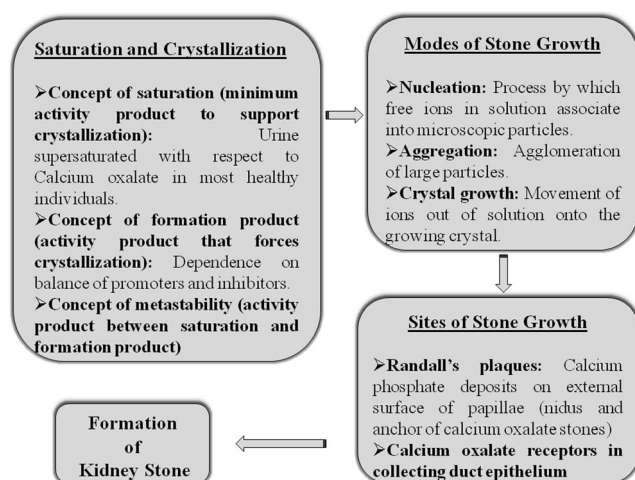 Saturation and Crystallization
➢Concept of saturation (minimum
activity product to support
crystallization): Urine
supersaturated with respect to
Calcium oxalate in most healthy
individuals.
➢Concept of formation product
(activity product that forces
crystallization): Dependence on
balance of promoters and inhibitors.
➢Concept of metastability (activity
product between saturation and
formation product)
Modes of Stone Growth
➢Nucleation: Process by which
free ions in solution associate
into microscopic particles.
➢Aggregation: Agglomeration
of large particles.
➢Crystal growth: Movement of
ions out of solution onto the
growing crystal.
Sites of Stone Growth
➢Randall's plaques: Calcium
phosphate deposits on external
surface of papillae (nidus and
anchor of calcium oxalate stones)
➢Calcium oxalate receptors in
collecting duct epithelium
Formation
of
Kidney Stone